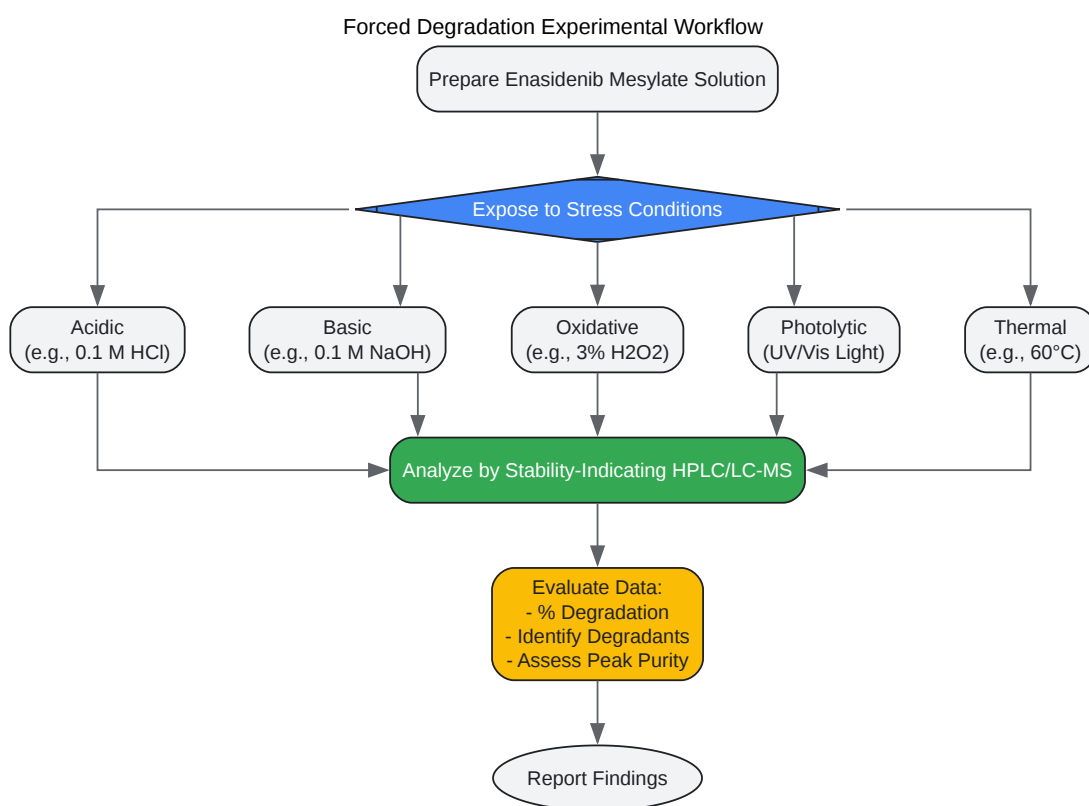 Forced Degradation Experimental Workflow
Prepare Enasidenib Mesylate Solution
Expose to Stress Conditions
Acidic
(e.g., 0.1 M HCl)
Basic
(e.g., 0.1 M NaOH)
Oxidative
(e.g., 3% H2O2)
Photolytic
(UV/Vis Light)
Thermal
(e.g., 60°C)
Analyze by Stability-Indicating HPLC/LC-MS
Evaluate Data:
- % Degradation
- Identify Degradants
- Assess Peak Purity
Report Findings